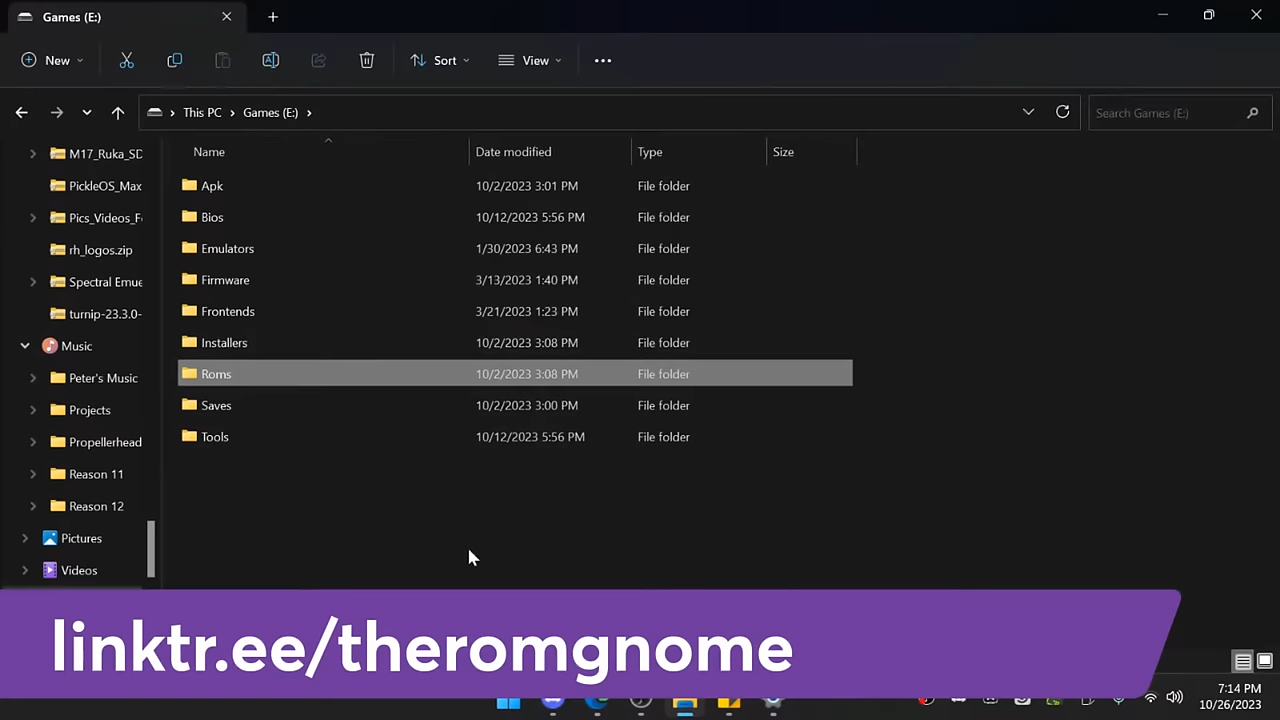 Games (E:)
New
Sort
View
This PC
Games (E:)
Search Games (E:)
Name
Date modified
Type
Size
M17_Ruka_SD
PickleOS_Max
Pics_Videos_F
rh_logos.zip
Spectral Emue
turnip-23.3.0-
Music
Peter's Music
Projects
Propellerhead
Reason 11
Reason 12
Pictures
Videos
Apk 10/2/2023 3:01 PM File folder
Bios 10/12/2023 5:56 PM File folder
Emulators 1/30/2023 6:43 PM File folder
Firmware 3/13/2023 1:40 PM File folder
Frontends 3/21/2023 1:23 PM File folder
Installers 10/2/2023 3:08 PM File folder
Roms 10/2/2023 3:08 PM File folder
Saves 10/2/2023 3:00 PM File folder
Tools 10/12/2023 5:56 PM File folder
linktr.ee/theromgnome
7:14 PM
10/26/2023